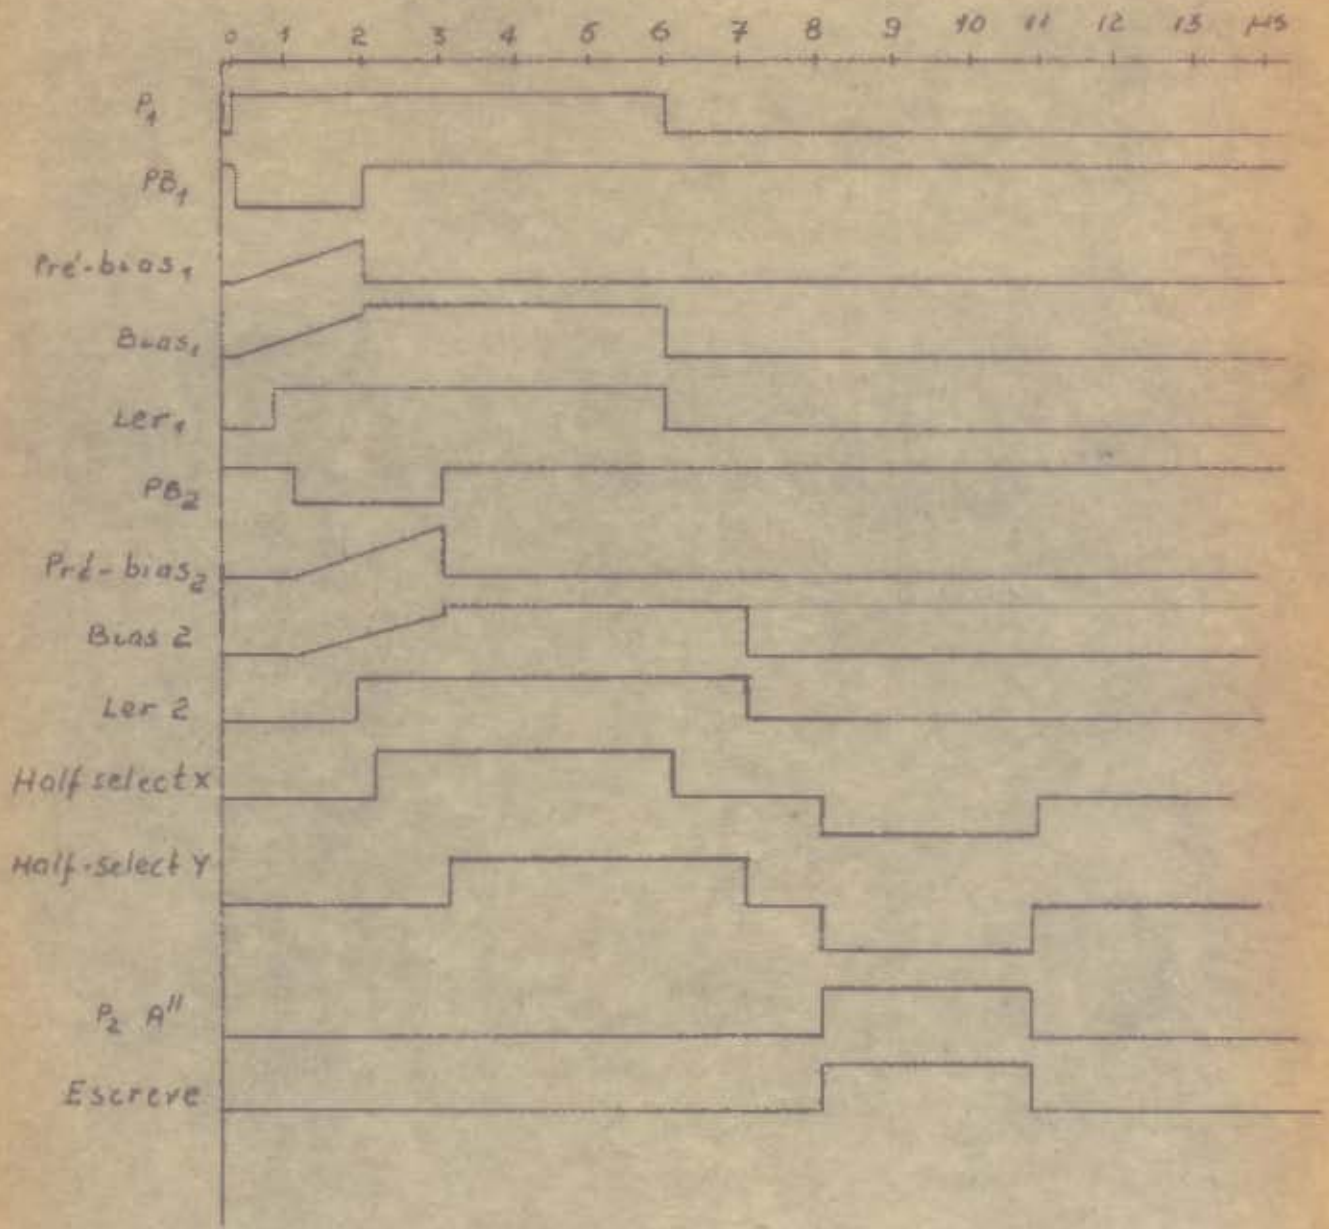 0 1 2 3 4 5 6 7 8 9 10 11 12 13 μs
P₁
PB₁
Pré-bias₁
Bias₁
Ler₁
PB₂
Pré-bias₂
Bias 2
Ler 2
Half select X
Half-select Y
P₂ A"
Escreve